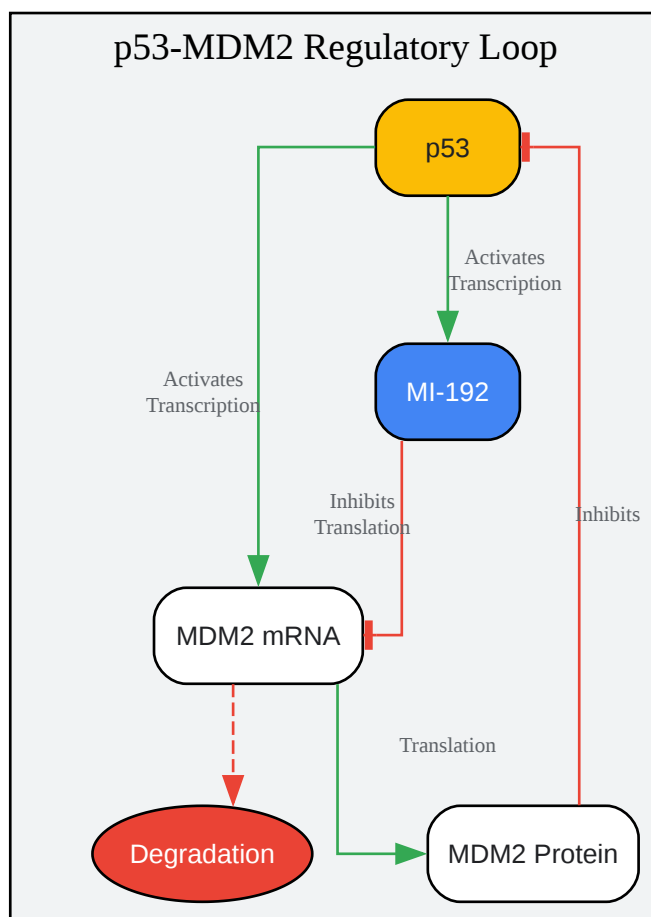 p53-MDM2 Regulatory Loop
p53
Activates
Transcription
Activates
Transcription
MI-192
Inhibits
Translation
Inhibits
MDM2 mRNA
Translation
Degradation
MDM2 Protein